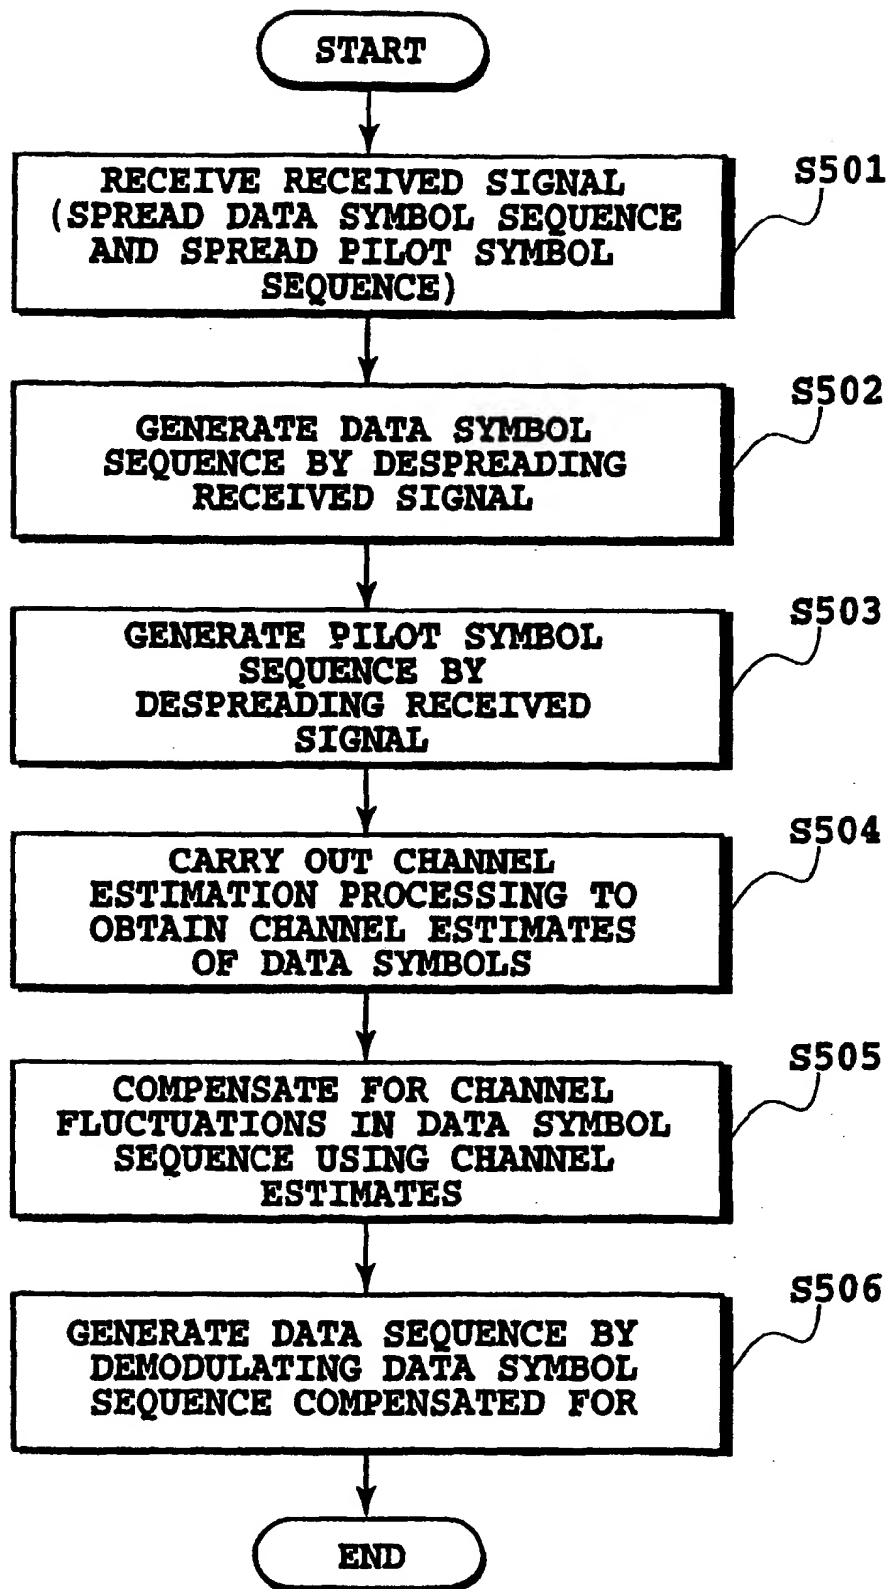 START
RECEIVE RECEIVED SIGNAL
(SPREAD DATA SYMBOL SEQUENCE
AND SPREAD PILOT SYMBOL
SEQUENCE)
S501
GENERATE DATA SYMBOL
SEQUENCE BY DESPREADING
RECEIVED SIGNAL
S502
GENERATE PILOT SYMBOL
SEQUENCE BY
DESPREADING RECEIVED
SIGNAL
S503
CARRY OUT CHANNEL
ESTIMATION PROCESSING TO
OBTAIN CHANNEL ESTIMATES
OF DATA SYMBOLS
S504
COMPENSATE FOR CHANNEL
FLUCTUATIONS IN DATA SYMBOL
SEQUENCE USING CHANNEL
ESTIMATES
S505
GENERATE DATA SEQUENCE BY
DEMODULATING DATA SYMBOL
SEQUENCE COMPENSATED FOR
S506
END